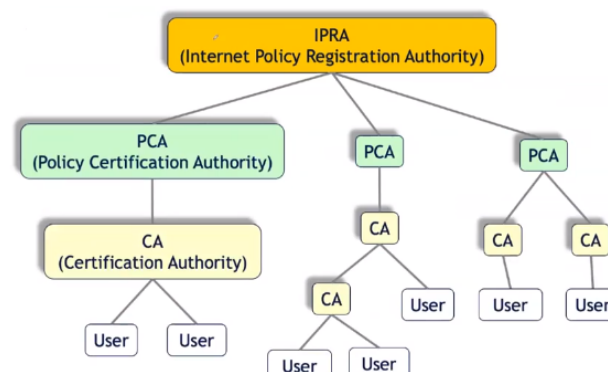 IPRA
(Internet Policy Registration Authority)
PCA
(Policy Certification Authority)
PCA
PCA
CA
(Certification Authority)
CA
CA
CA
CA
User
User
User
User
User
User
User